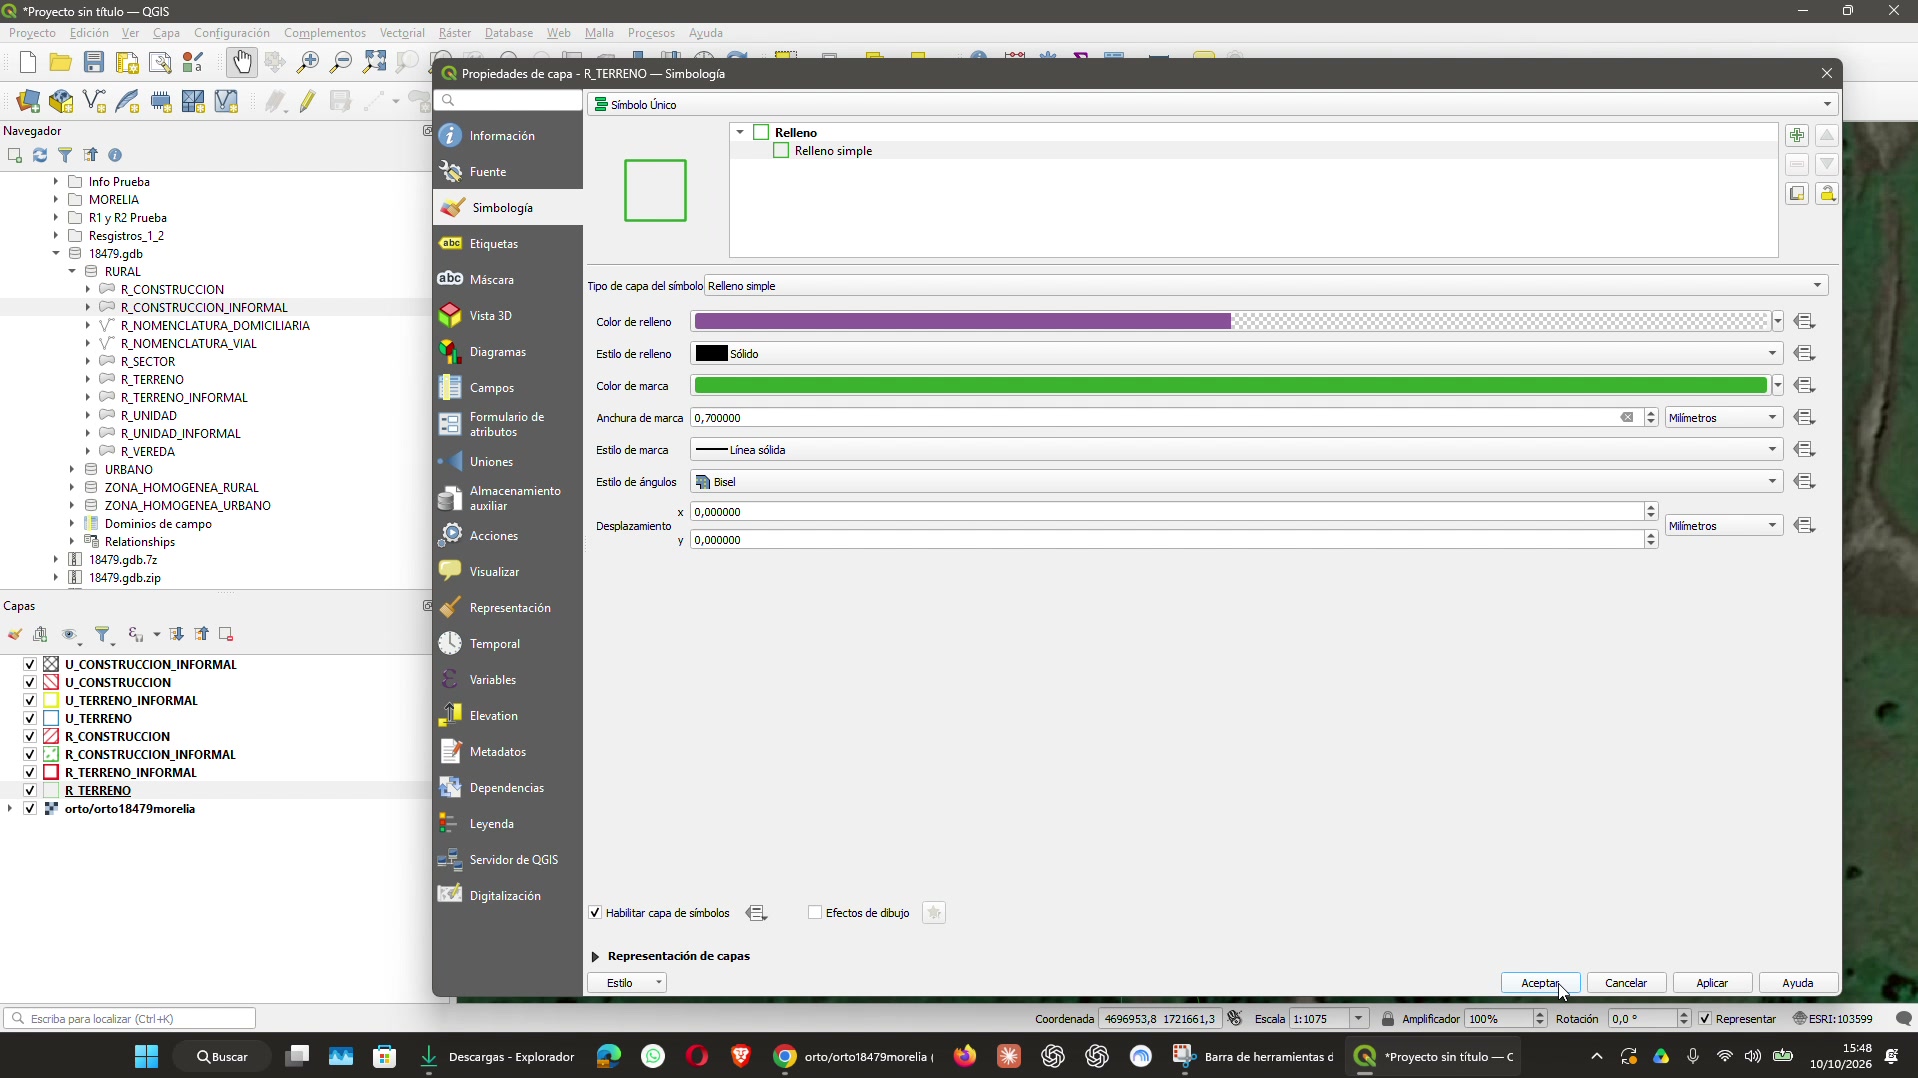 *Proyecto sin título — QGIS
Proyecto Edición Ver Capa Configuración Complementos Vectorial Ráster Database Web Malla Procesos Ayuda
Propiedades de capa - R_TERRENO — Simbología
Navegador
Info Prueba
MORELIA
R1 y R2 Prueba
Resgistros_1_2
18479.gdb
RURAL
R_CONSTRUCCION
R_CONSTRUCCION_INFORMAL
R_NOMENCLATURA_DOMICILIARIA
R_NOMENCLATURA_VIAL
R_SECTOR
R_TERRENO
R_TERRENO_INFORMAL
R_UNIDAD
R_UNIDAD_INFORMAL
R_VEREDA
URBANO
ZONA_HOMOGENEA_RURAL
ZONA_HOMOGENEA_URBANO
Dominios de campo
Relationships
18479.gdb.7z
18479.gdb.zip
Capas
U_CONSTRUCCION_INFORMAL
U_CONSTRUCCION
U_TERRENO_INFORMAL
U_TERRENO
R_CONSTRUCCION
R_CONSTRUCCION_INFORMAL
R_TERRENO_INFORMAL
R_TERRENO
orto/orto18479morelia
Información
Fuente
Simbología
abc Etiquetas
abc Máscara
Vista 3D
Diagramas
Campos
Formulario de
atributos
Uniones
Almacenamiento
auxiliar
Acciones
Visualizar
Representación
Temporal
Variables
Elevation
Metadatos
Dependencias
Leyenda
Servidor de QGIS
Digitalización
Símbolo Único
Relleno
Relleno simple
Tipo de capa del símbolo Relleno simple
Color de relleno
Estilo de relleno Sólido
Color de marca
Anchura de marca 0,700000 Milímetros
Estilo de marca Línea sólida
Estilo de ángulos Bisel
x 0,000000
Desplazamiento Milímetros
y 0,000000
Habilitar capa de símbolos Efectos de dibujo
Representación de capas
Estilo Aceptar Cancelar Aplicar Ayuda
Escriba para localizar (Ctrl+K) Coordenada 4696953,8 1721661,3 Escala 1:1075 Amplificador 100% Rotación 0,0 ° Representar ESRI:103599
Buscar Descargas - Explorador orto/orto18479morelia ( Barra de herramientas d *Proyecto sin título — C
15:48
10/10/2026